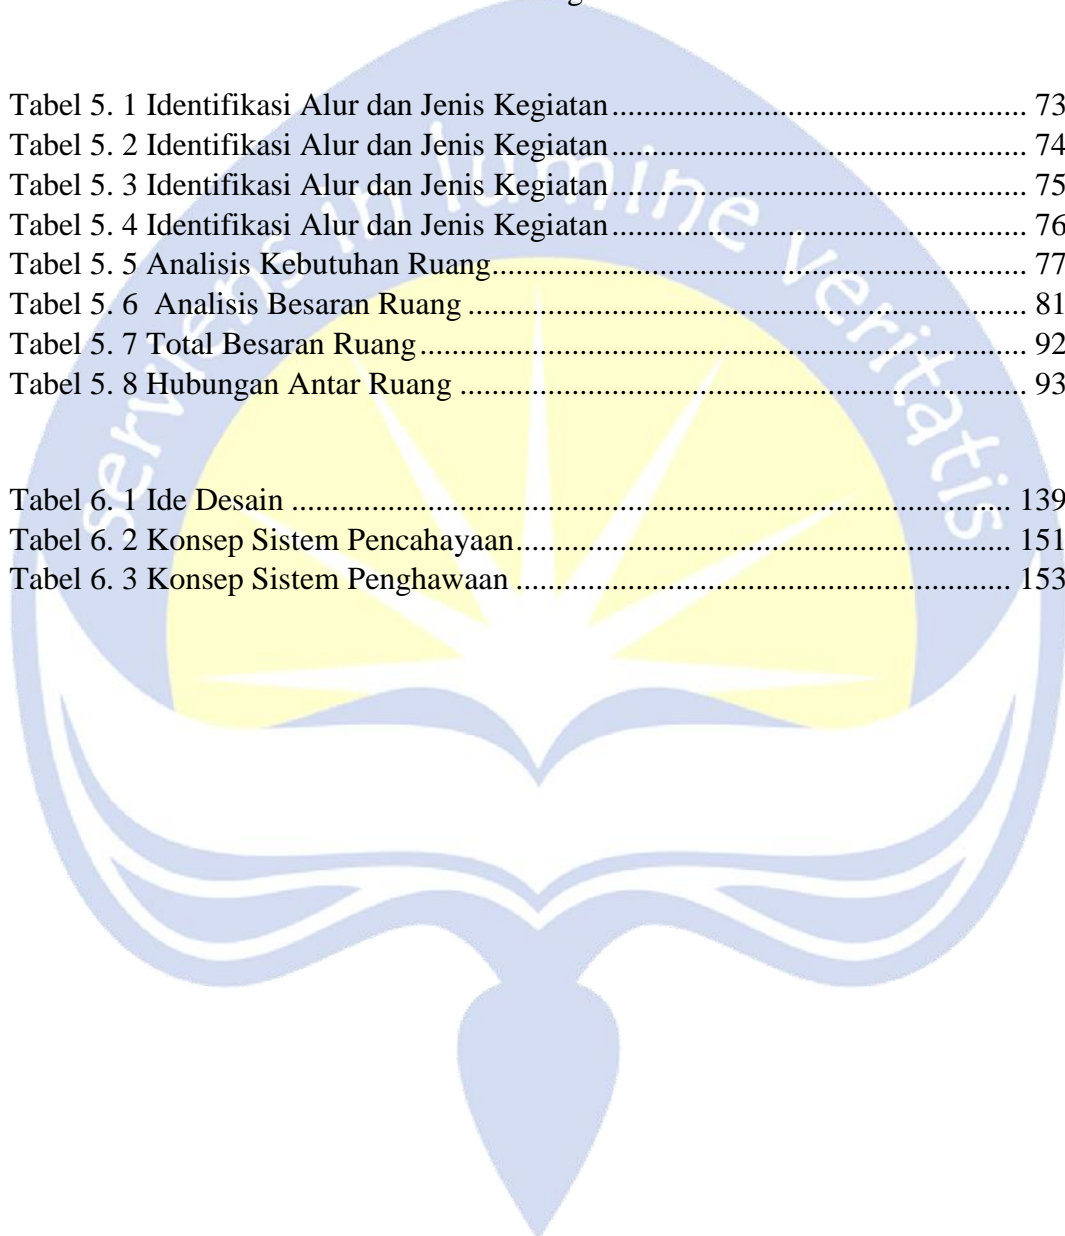 Tabel 5. 1 Identifikasi Alur dan Jenis Kegiatan.......................................................................... 73
Tabel 5. 2 Identifikasi Alur dan Jenis Kegiatan.......................................................................... 74
Tabel 5. 3 Identifikasi Alur dan Jenis Kegiatan.......................................................................... 75
Tabel 5. 4 Identifikasi Alur dan Jenis Kegiatan.......................................................................... 76
Tabel 5. 5 Analisis Kebutuhan Ruang............................................................................................... 77
Tabel 5. 6  Analisis Besaran Ruang .................................................................................................... 81
Tabel 5. 7 Total Besaran Ruang............................................................................................................. 92
Tabel 5. 8 Hubungan Antar Ruang ..................................................................................................... 93
Tabel 6. 1 Ide Desain ................................................................................................................................. 139
Tabel 6. 2 Konsep Sistem Pencahayaan......................................................................................... 151
Tabel 6. 3 Konsep Sistem Penghawaan ......................................................................................... 153
serviens in lumine veritatis